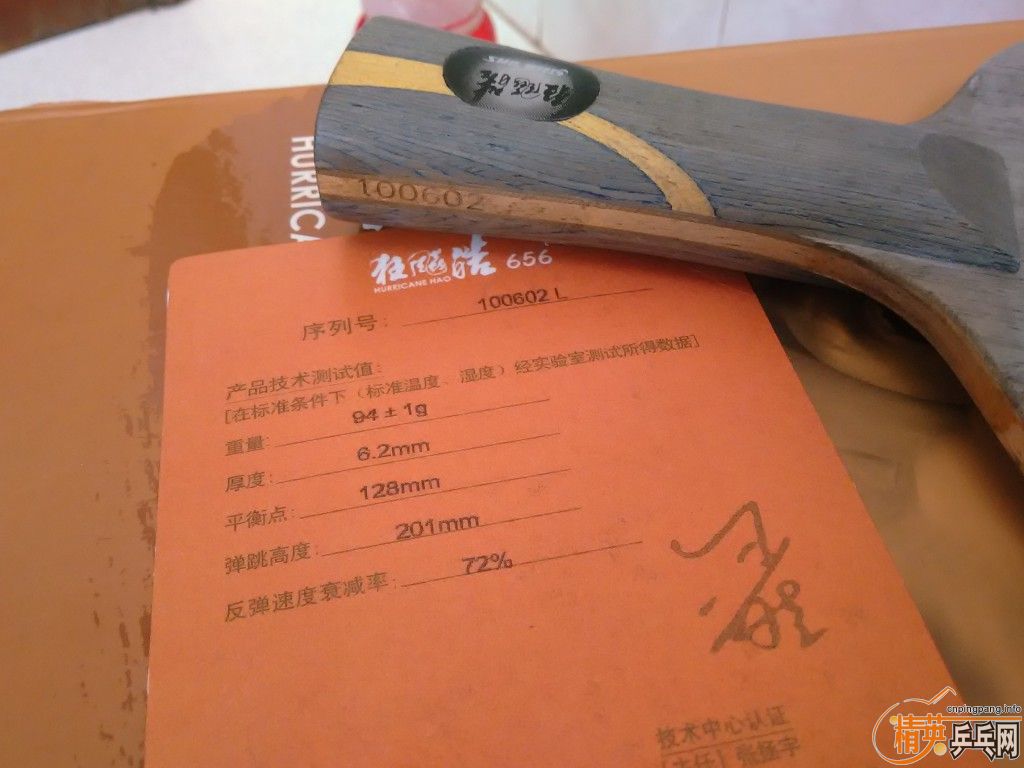 狂飚皓
HURRICA
100602
狂飚皓 656
HURRICANE HAO
序列号: 100602 L
产品技术测试值:
[在标准条件下（标准温度、湿度）经实验室测试所得数据]
重量: 94 ± 1g
厚度: 6.2mm
平衡点: 128mm
弹跳高度: 201mm
反弹速度衰减率: 72%
技术中心认证
cnpingpang.info
精英乒乓网